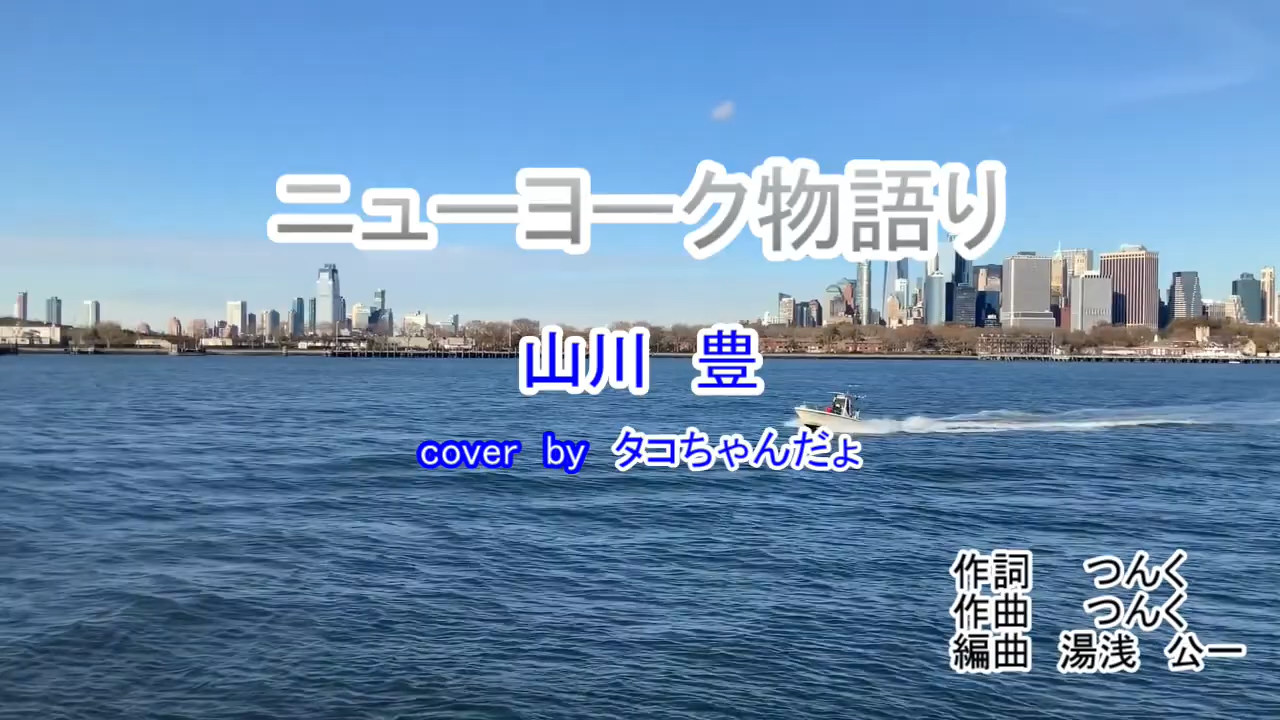 ニューヨーク物語り
山川 豊
cover by タコちゃんだょ
作詞 つんく
作曲 つんく
編曲 湯浅 公一